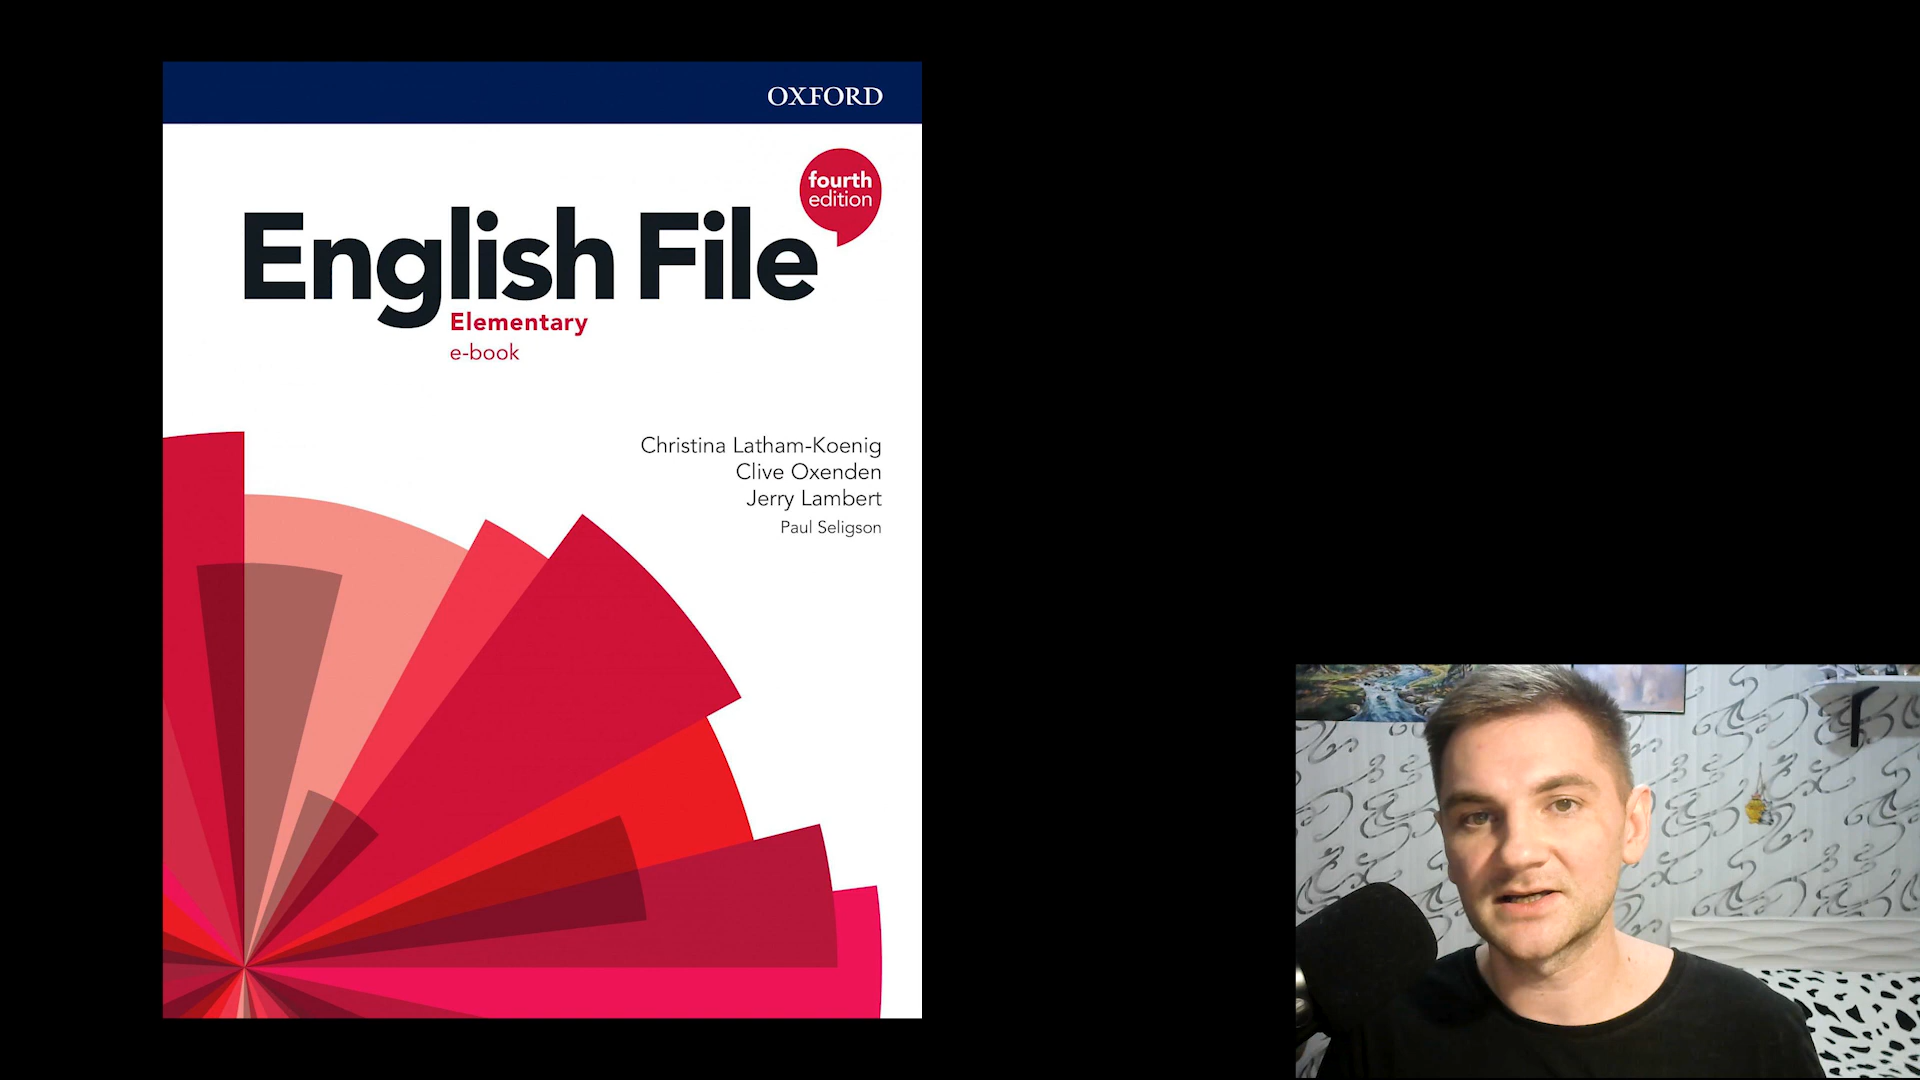 OXFORD
fourth
edition
English File
Elementary
e-book
Christina Latham-Koenig
Clive Oxenden
Jerry Lambert
Paul Seligson